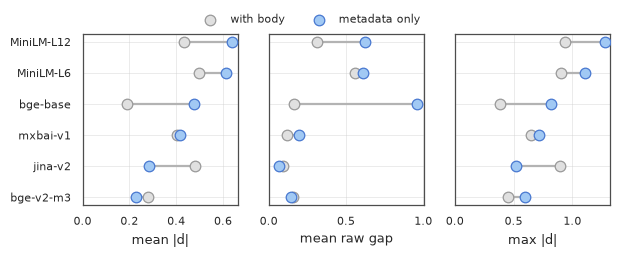 with body metadata only
MiniLM-L12
MiniLM-L6
bge-base
mxbai-v1
jina-v2
bge-v2-m3
0.0 0.2 0.4 0.6 0.0 0.5 1.0 0.0 0.5 1.0
mean |d| mean raw gap max |d|